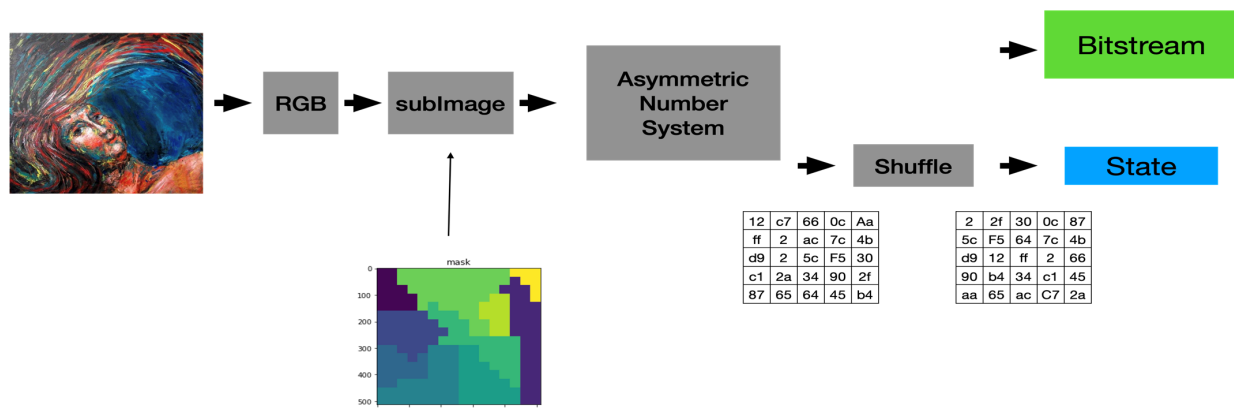 Bitstream
RGB
subImage
Asymmetric
Number
System
Shuffle
State
mask
0
100
200
300
400
500
12 c7 66 0c Aa
ff 2 ac 7c 4b
d9 2 5c F5 30
c1 2a 34 90 2f
87 65 64 45 b4
2 2f 30 0c 87
5c F5 64 7c 4b
d9 12 ff 2 66
90 b4 34 c1 45
aa 65 ac C7 2a